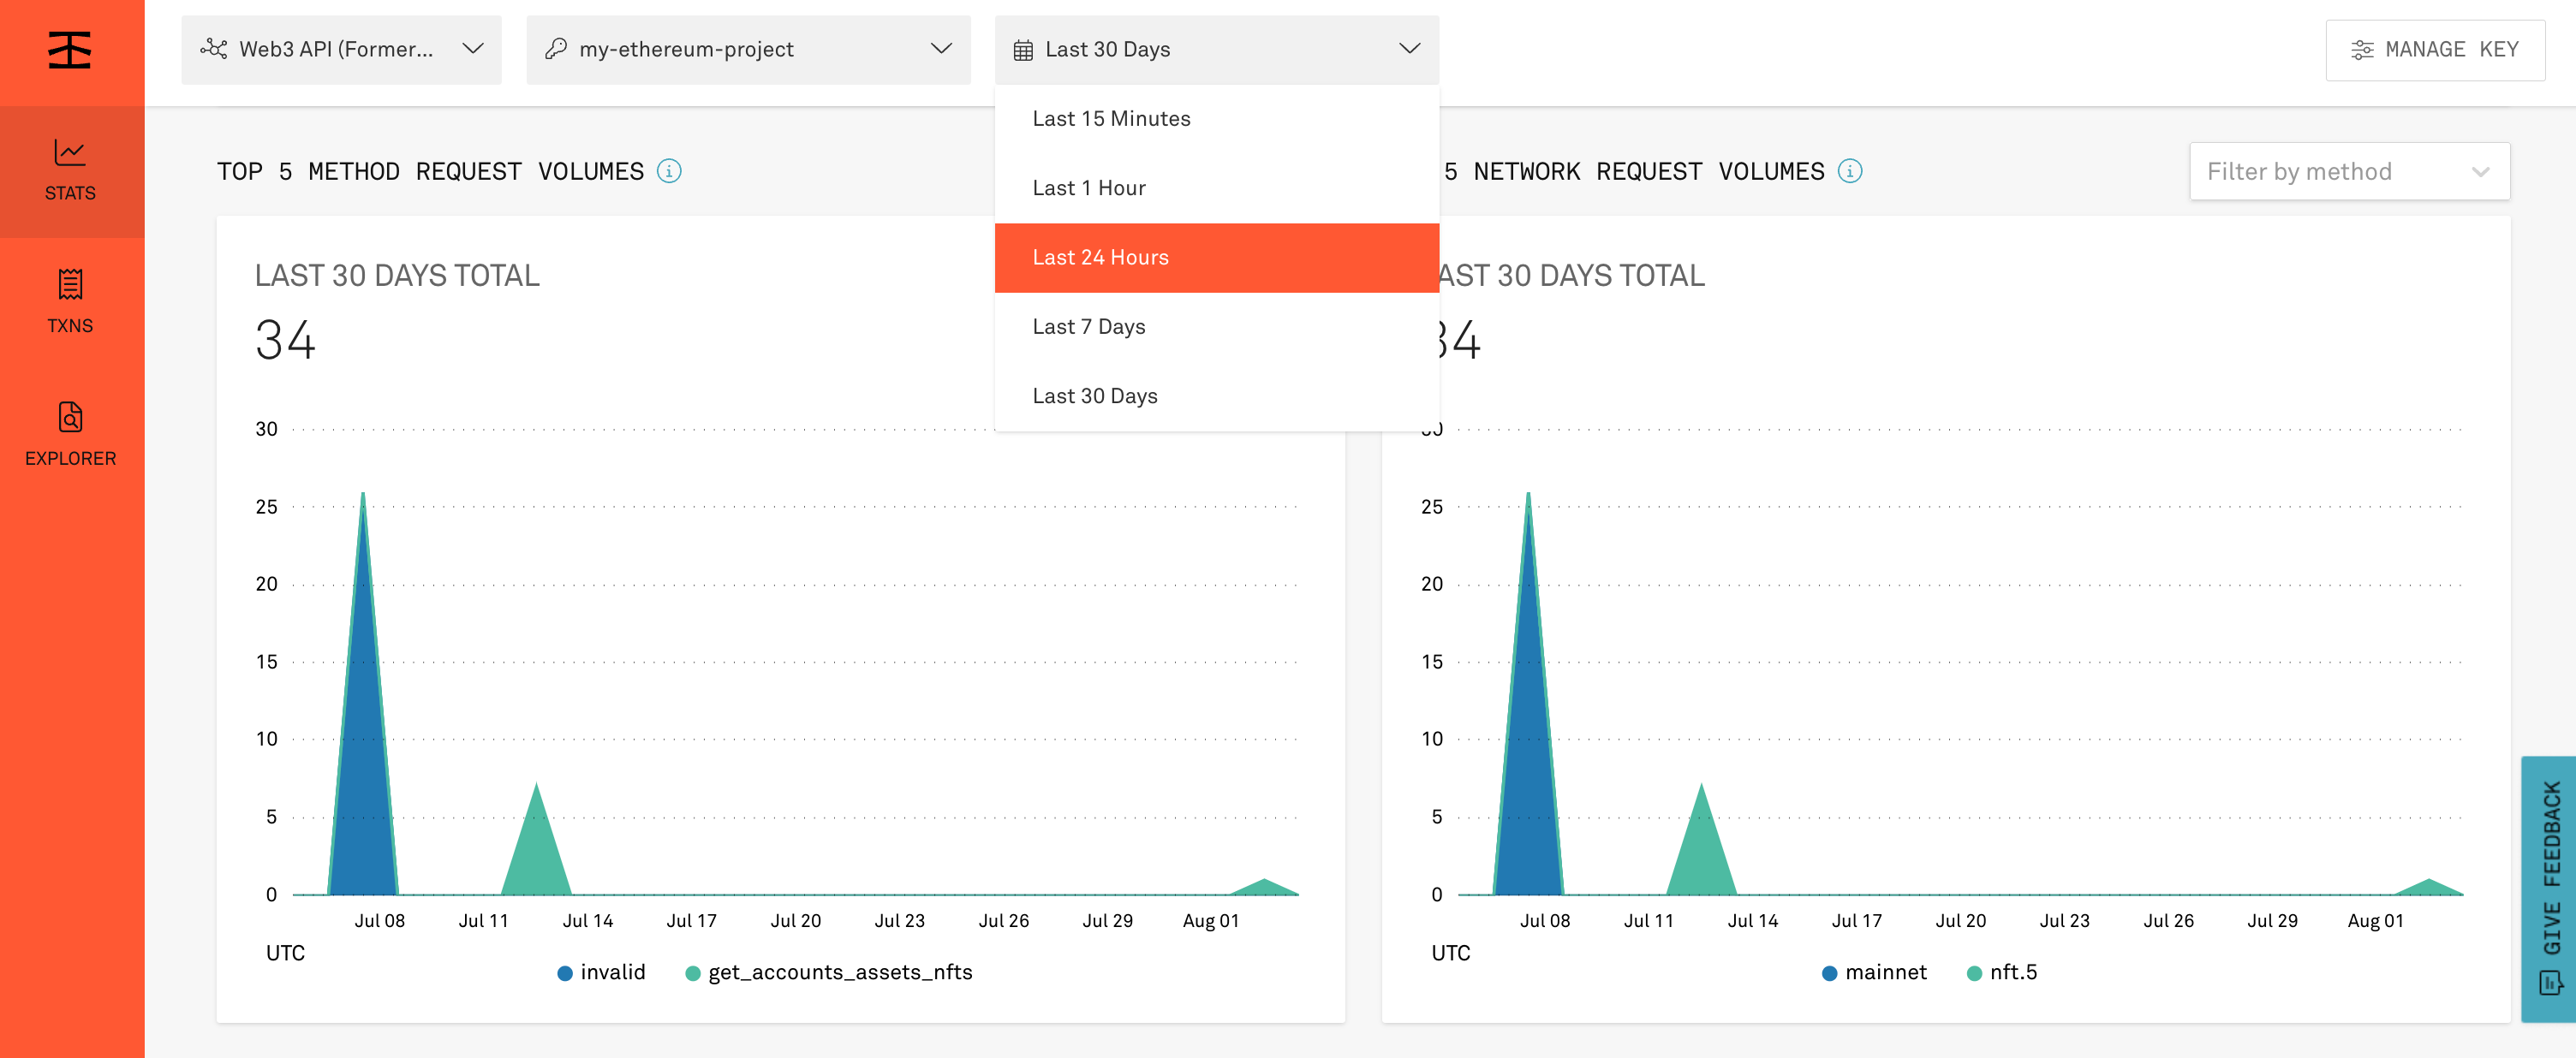 Web3 API (Former...
my-ethereum-project
Last 30 Days
MANAGE KEY
STATS
TXNS
EXPLORER
Last 15 Minutes
Last 1 Hour
Last 24 Hours
Last 7 Days
Last 30 Days
TOP 5 METHOD REQUEST VOLUMES
LAST 30 DAYS TOTAL
34
30
25
20
15
10
5
0
Jul 08 Jul 11 Jul 14 Jul 17 Jul 20 Jul 23 Jul 26 Jul 29 Aug 01
UTC
invalid get_accounts_assets_nfts
5 NETWORK REQUEST VOLUMES
Filter by method
AST 30 DAYS TOTAL
34
30
25
20
15
10
5
0
Jul 08 Jul 11 Jul 14 Jul 17 Jul 20 Jul 23 Jul 26 Jul 29 Aug 01
UTC
mainnet nft.5
GIVE FEEDBACK